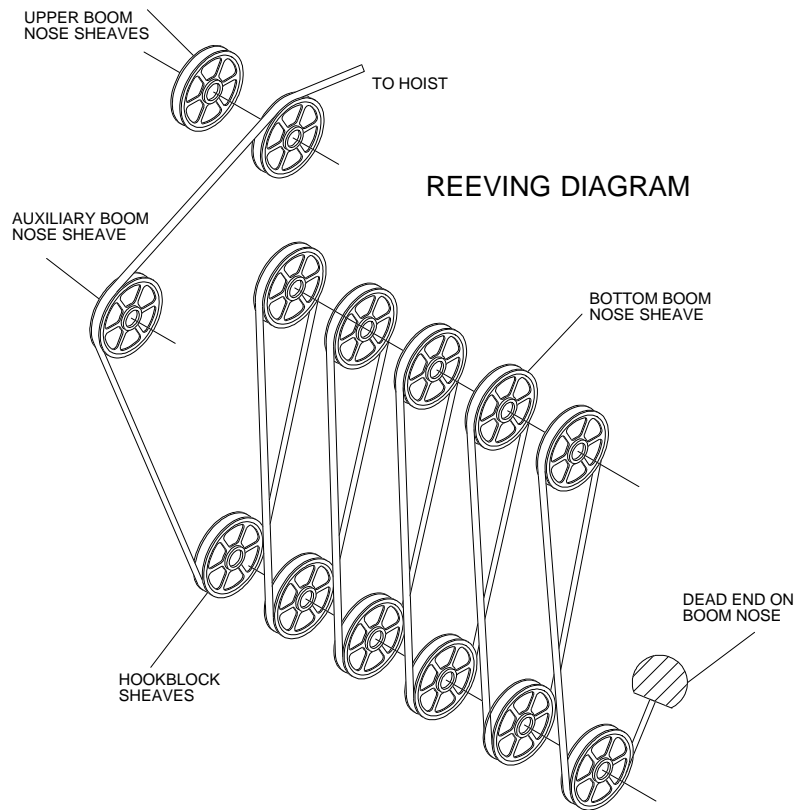 UPPER BOOM
NOSE SHEAVES
TO HOIST
REEVING DIAGRAM
AUXILIARY BOOM
NOSE SHEAVE
BOTTOM BOOM
NOSE SHEAVE
DEAD END ON
BOOM NOSE
HOOKBLOCK
SHEAVES